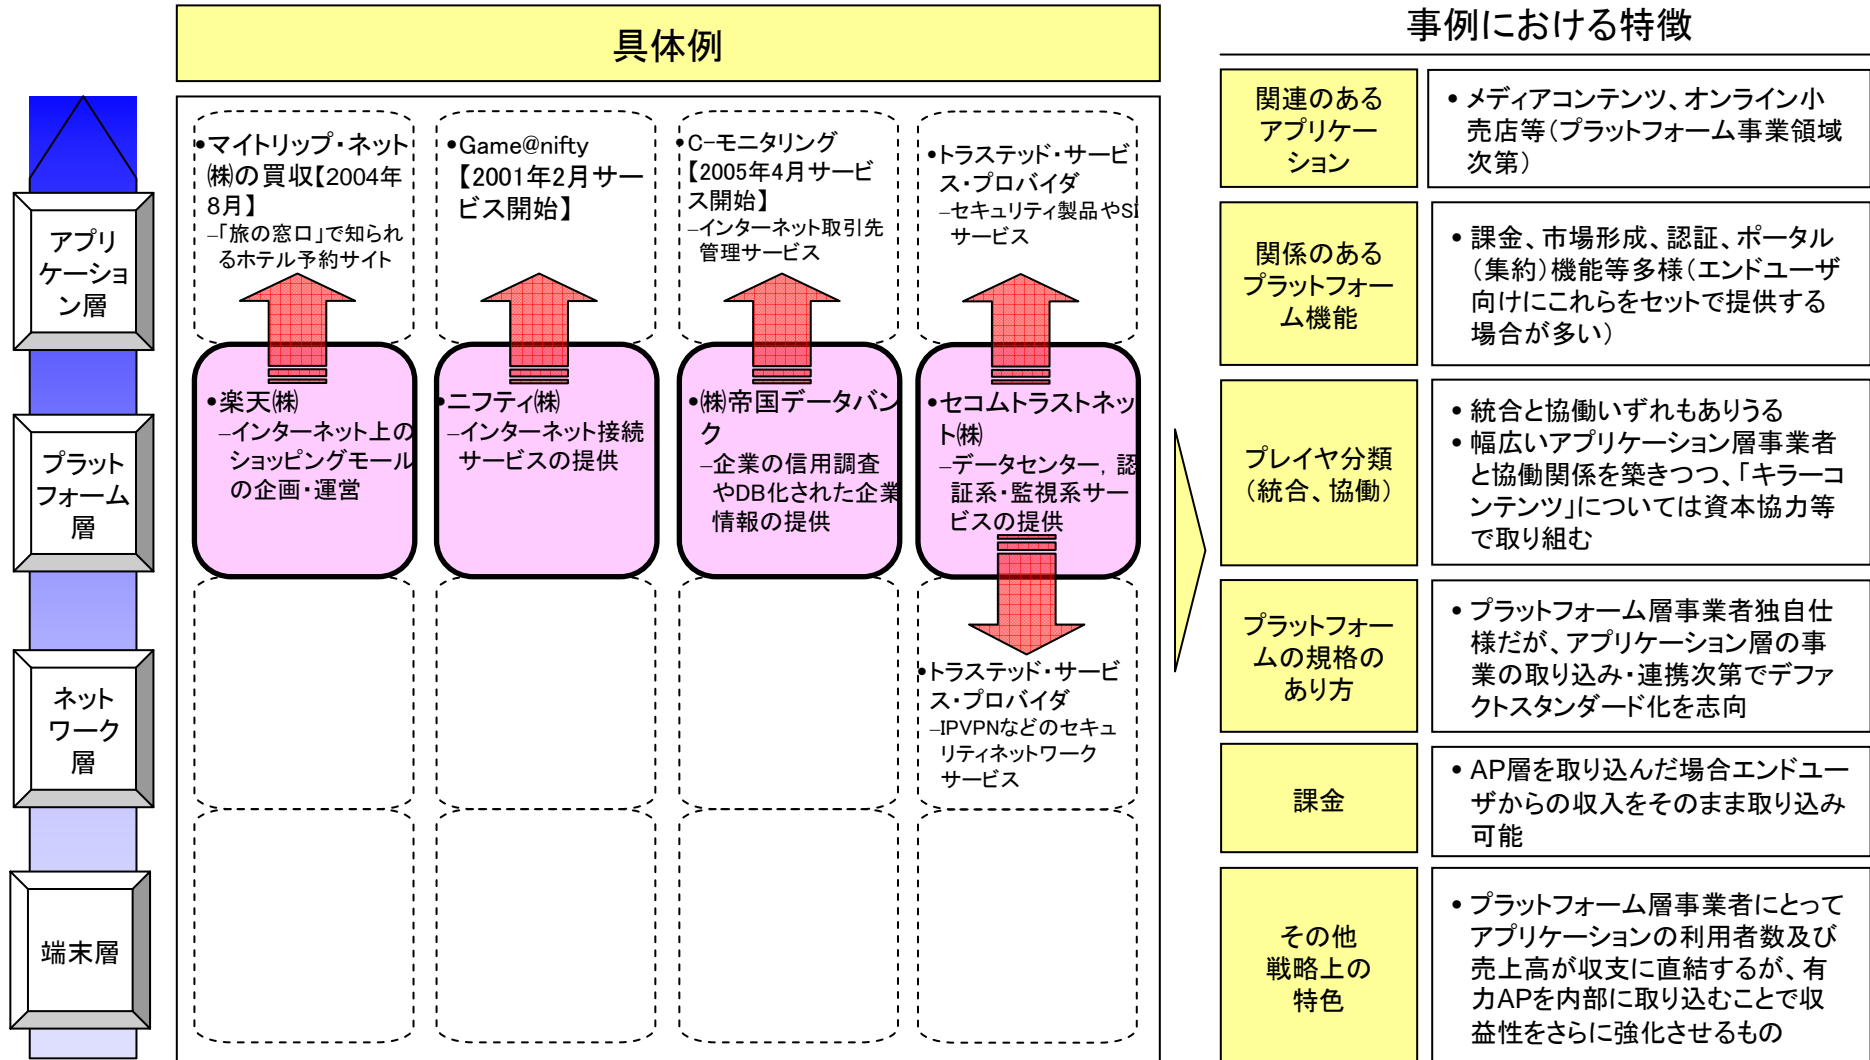 具体例
事例における特徴
アプリ
ケーショ
ン層
プラット
フォーム
層
ネット
ワーク
層
端末層
•マイトリップ・ネット
㈱の買収【2004年
8月】
–「旅の窓口」で知られ
るホテル予約サイト
•Game@nifty
【2001年2月サー
ビス開始】
•C-モニタリング
【2005年4月サービ
ス開始】
–インターネット取引先
管理サービス
•トラステッド・サービ
ス・プロバイダ
–セキュリティ製品やSI
サービス
•楽天㈱
–インターネット上の
ショッピングモール
の企画・運営
•ニフティ㈱
–インターネット接続
サービスの提供
•㈱帝国データバン
ク
–企業の信用調査
やDB化された企業
情報の提供
•セコムトラストネッ
ト㈱
–データセンター，認
証系・監視系サー
ビスの提供
•トラステッド・サービ
ス・プロバイダ
–IPVPNなどのセキュ
リティネットワーク
サービス
関連のある
アプリケー
ション
• メディアコンテンツ、オンライン小
売店等（プラットフォーム事業領域
次第）
関係のある
プラットフォー
ム機能
• 課金、市場形成、認証、ポータル
（集約）機能等多様（エンドユーザ
向けにこれらをセットで提供する
場合が多い）
プレイヤ分類
（統合、協働）
• 統合と協働いずれもありうる
• 幅広いアプリケーション層事業者
と協働関係を築きつつ、「キラーコ
ンテンツ」については資本協力等
で取り組む
プラットフォー
ムの規格の
あり方
• プラットフォーム層事業者独自仕
様だが、アプリケーション層の事
業の取り込み・連携次第でデファ
クトスタンダード化を志向
課金
• AP層を取り込んだ場合エンドユー
ザからの収入をそのまま取り込み
可能
その他
戦略上の
特色
• プラットフォーム層事業者にとって
アプリケーションの利用者数及び
売上高が収支に直結するが、有
力APを内部に取り込むことで収
益性をさらに強化させるもの